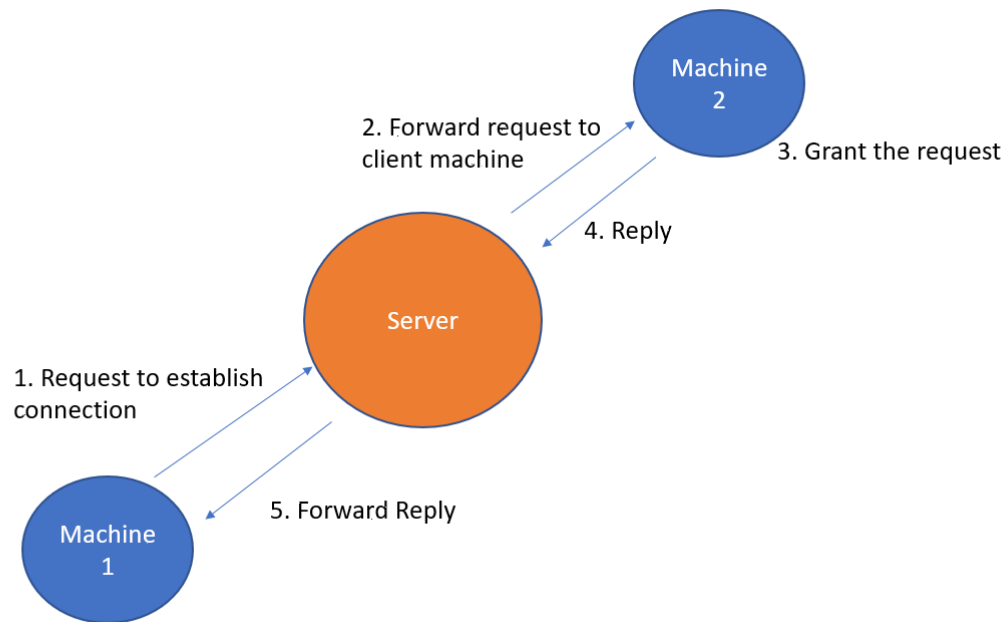 Machine
2
2. Forward request to
client machine
3. Grant the request
4. Reply
Server
1. Request to establish
connection
5. Forward Reply
Machine
1